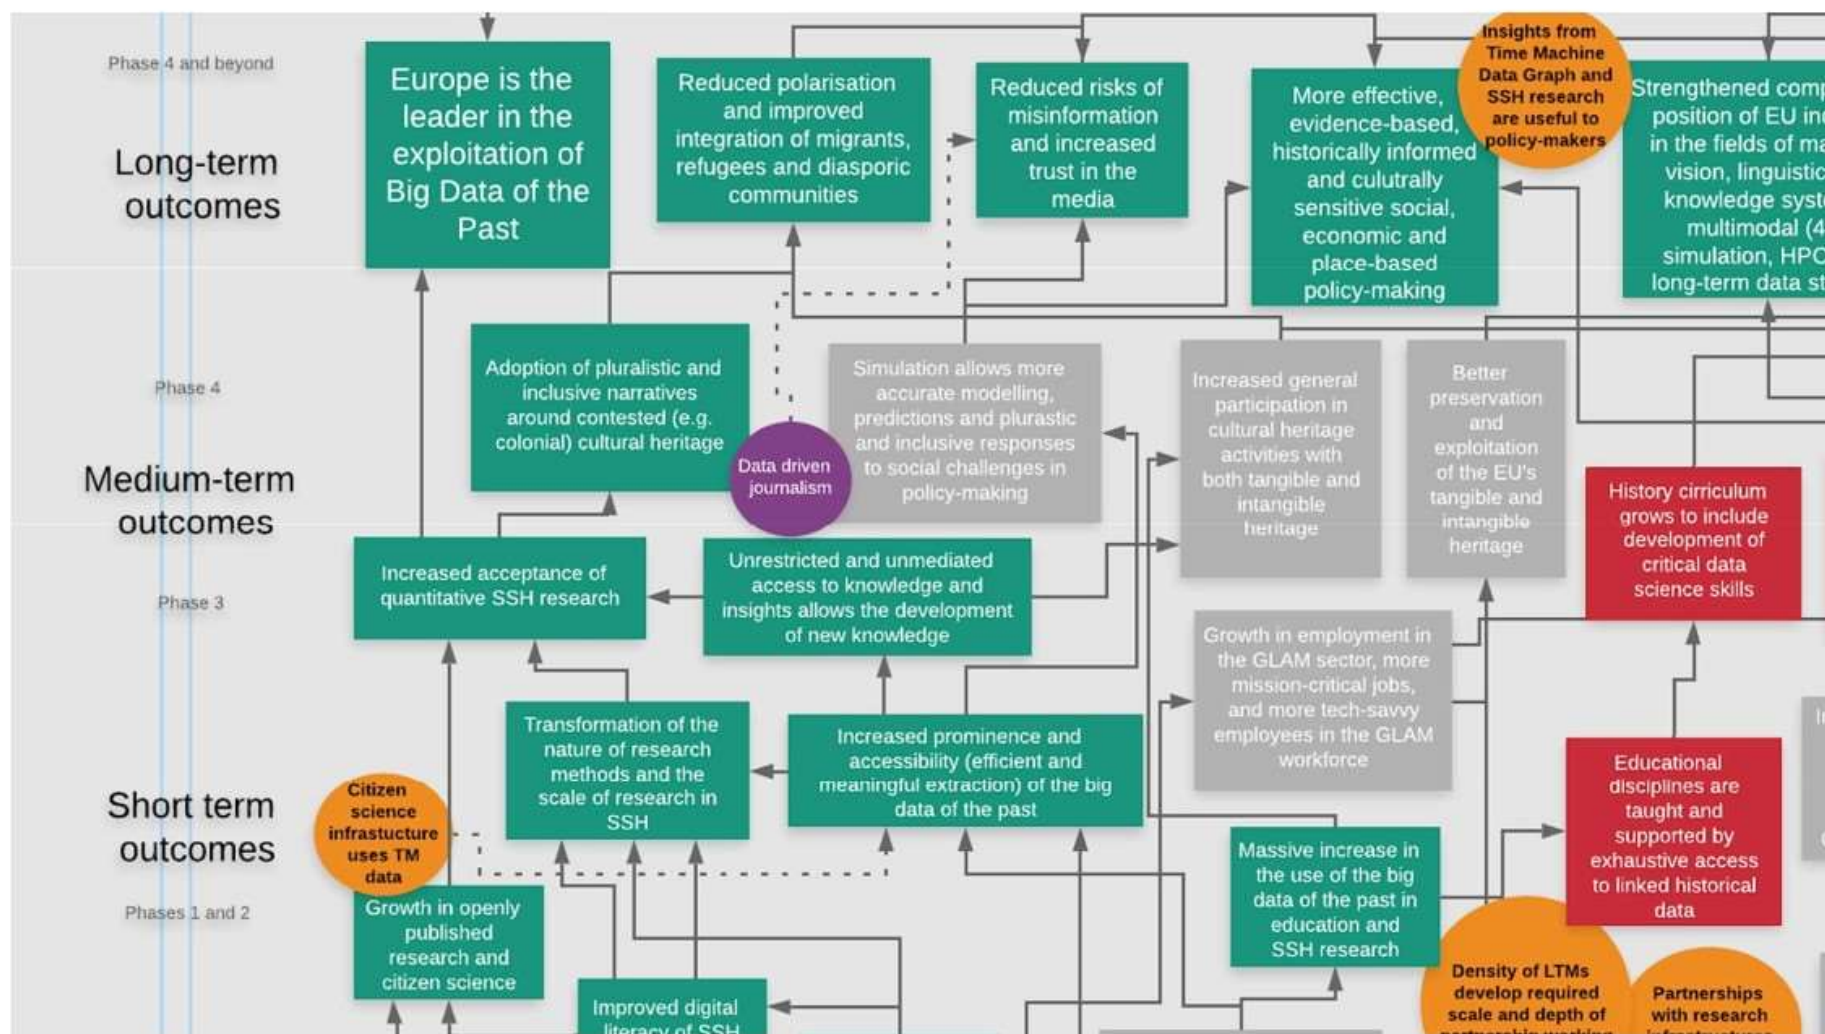 Phase 4 and beyond
Long-term
outcomes
Europe is the
leader in the
exploitation of
Big Data of the
Past
Reduced polarisation
and improved
integration of migrants,
refugees and diasporic
communities
Reduced risks of
misinformation
and increased
trust in the
media
More effective,
evidence-based,
historically informed
and culutrally
sensitive social,
economic and
place-based
policy-making
Insights from
Time Machine
Data Graph and
SSH research
are useful to
policy-makers
Strengthened comp
position of EU in
in the fields of ma
vision, linguistic
knowledge syst
multimodal (4
simulation, HPC
long-term data st
Phase 4
Medium-term
outcomes
Phase 3
Adoption of pluralistic and
inclusive narratives
around contested (e.g.
colonial) cultural heritage
Data driven
journalism
Simulation allows more
accurate modelling,
predictions and plurastic
and inclusive responses
to social challenges in
policy-making
Increased general
participation in
cultural heritage
activities with
both tangible and
intangible
heritage
Better
preservation
and
exploitation
of the EU's
tangible and
intangible
heritage
History cirriculum
grows to include
development of
critical data
science skills
Increased acceptance of
quantitative SSH research
Unrestricted and unmediated
access to knowledge and
insights allows the development
of new knowledge
Growth in employment in
the GLAM sector, more
mission-critical jobs,
and more tech-savvy
employees in the GLAM
workforce
Short term
outcomes
Phases 1 and 2
Transformation of the
nature of research
methods and the
scale of research in
SSH
Increased prominence and
accessibility (efficient and
meaningful extraction) of the big
data of the past
Educational
disciplines are
taught and
supported by
exhaustive access
to linked historical
data
Citizen
science
infrastucture
uses TM
data
Massive increase in
the use of the big
data of the past in
education and
SSH research
Growth in openly
published
research and
citizen science
Improved digital
literacy of SSH
Density of LTMs
develop required
scale and depth of
partnership working
Partnerships
with research